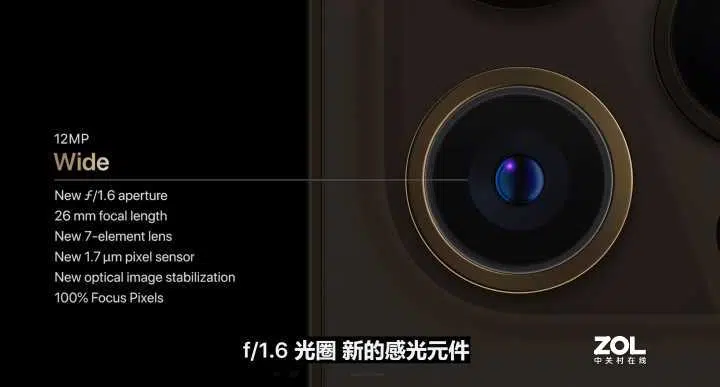 12MP
Wide
New ƒ/1.6 aperture
26 mm focal length
New 7-element lens
New 1.7 µm pixel sensor
New optical image stabilization
100% Focus Pixels
f/1.6 光圈 新的感光元件
ZOL
中关村在线